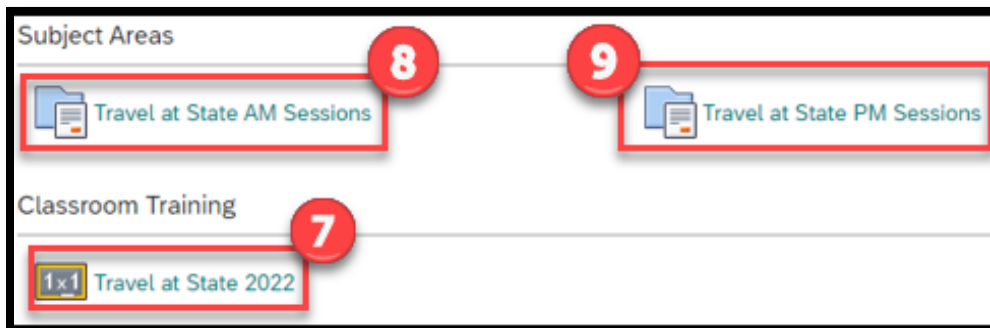 Subject Areas
8
9
Travel at State AM Sessions
Travel at State PM Sessions
Classroom Training
7
1x1 Travel at State 2022